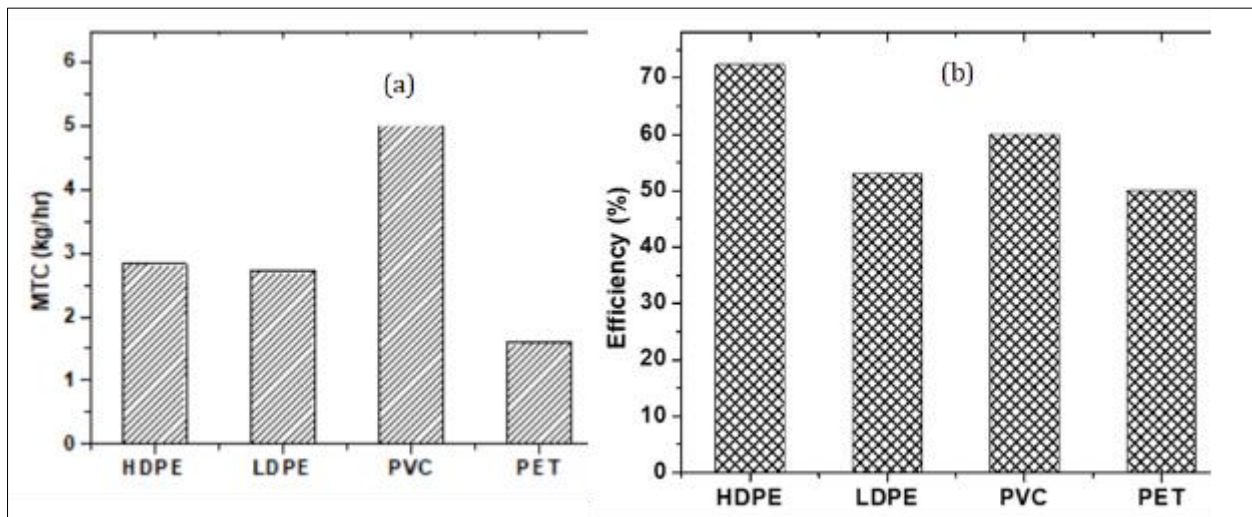 (a)
MTC (kg/hr)
6
5
4
3
2
1
0
HDPE LDPE PVC PET
(b)
Efficiency (%)
70
60
50
40
30
20
10
0
HDPE LDPE PVC PET